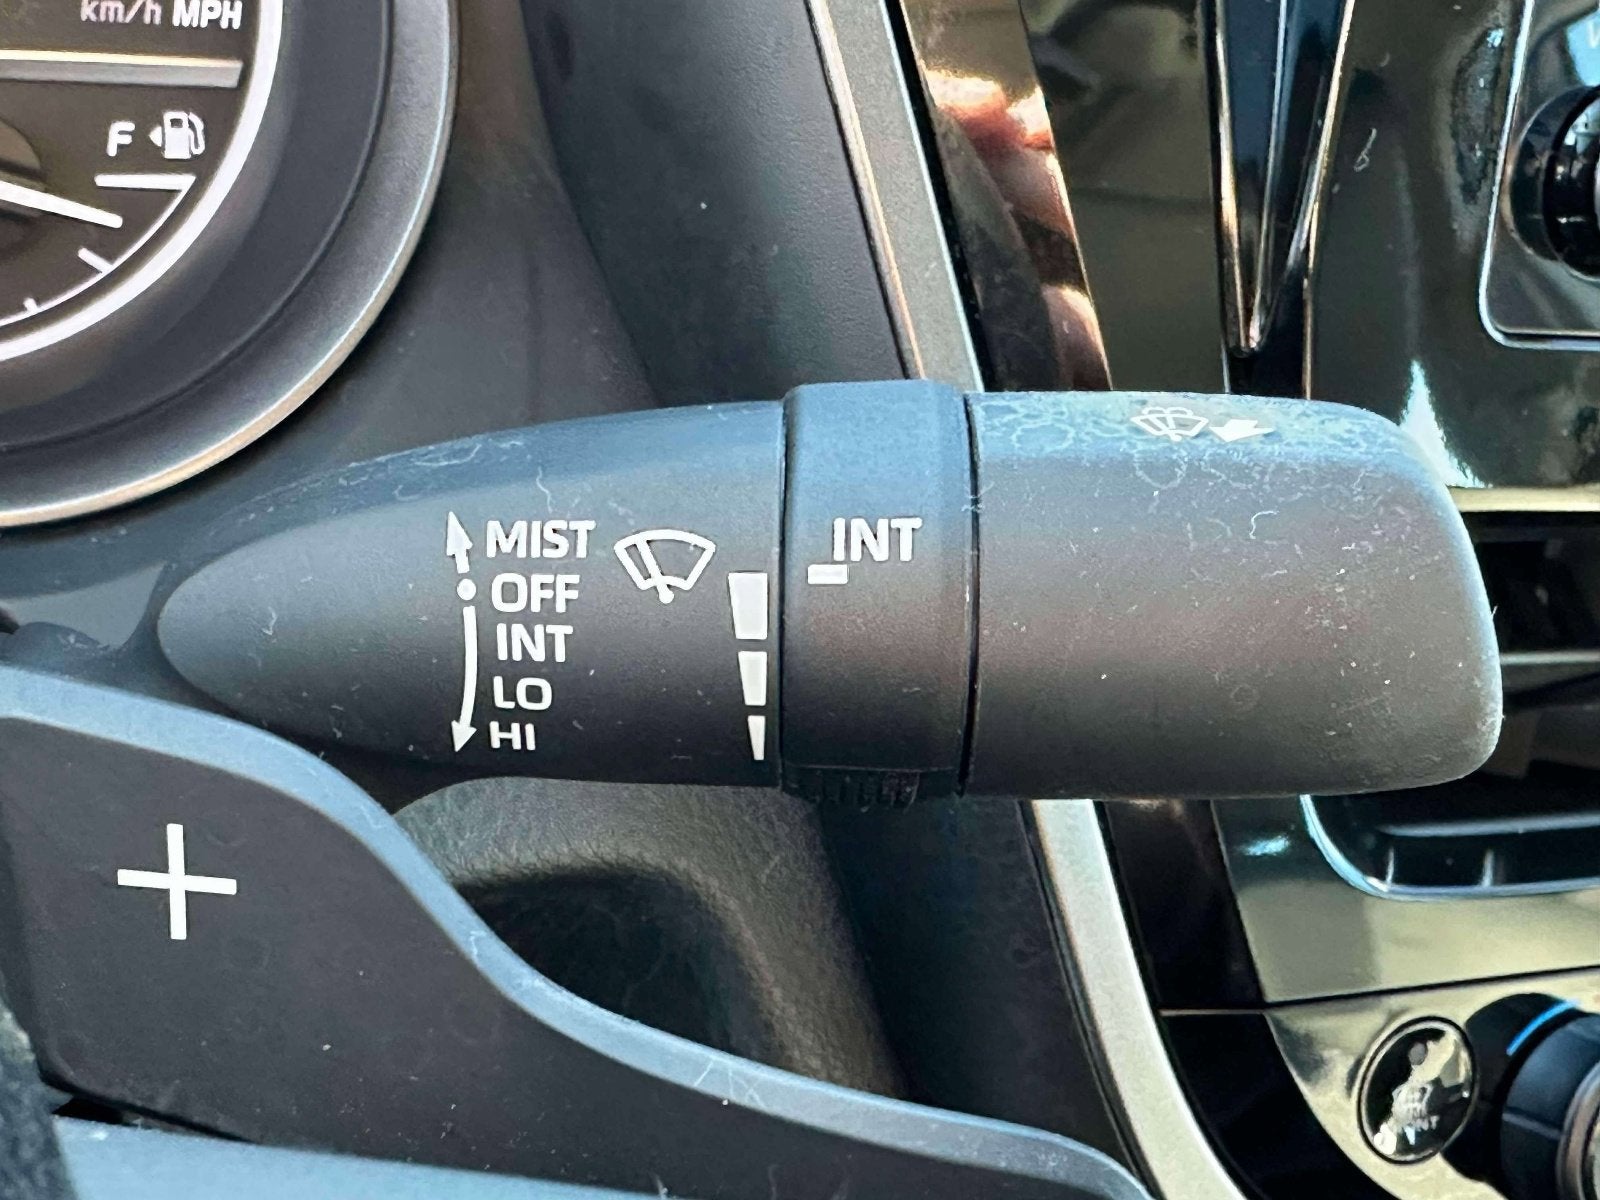 km/h MPH
F
MIST
OFF
INT
LO
HI
INT
+